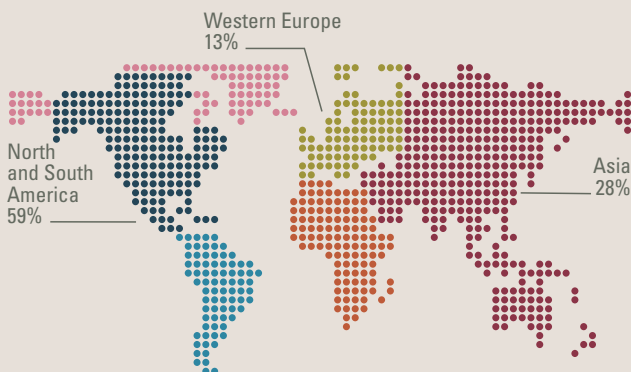 Western Europe
13%
North
and South
America
59%
Asia
28%